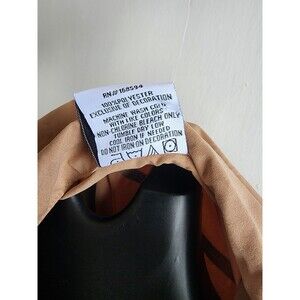 RN# 168594
100% POLYESTER
EXCLUSIVE OF DECORATION
MACHINE WASH COLD
WITH LIKE COLORS
NON-CHLORINE BLEACH ONLY
TUMBLE DRY LOW
COOL IRON IF NEEDED
DO NOT IRON ON DECORATION